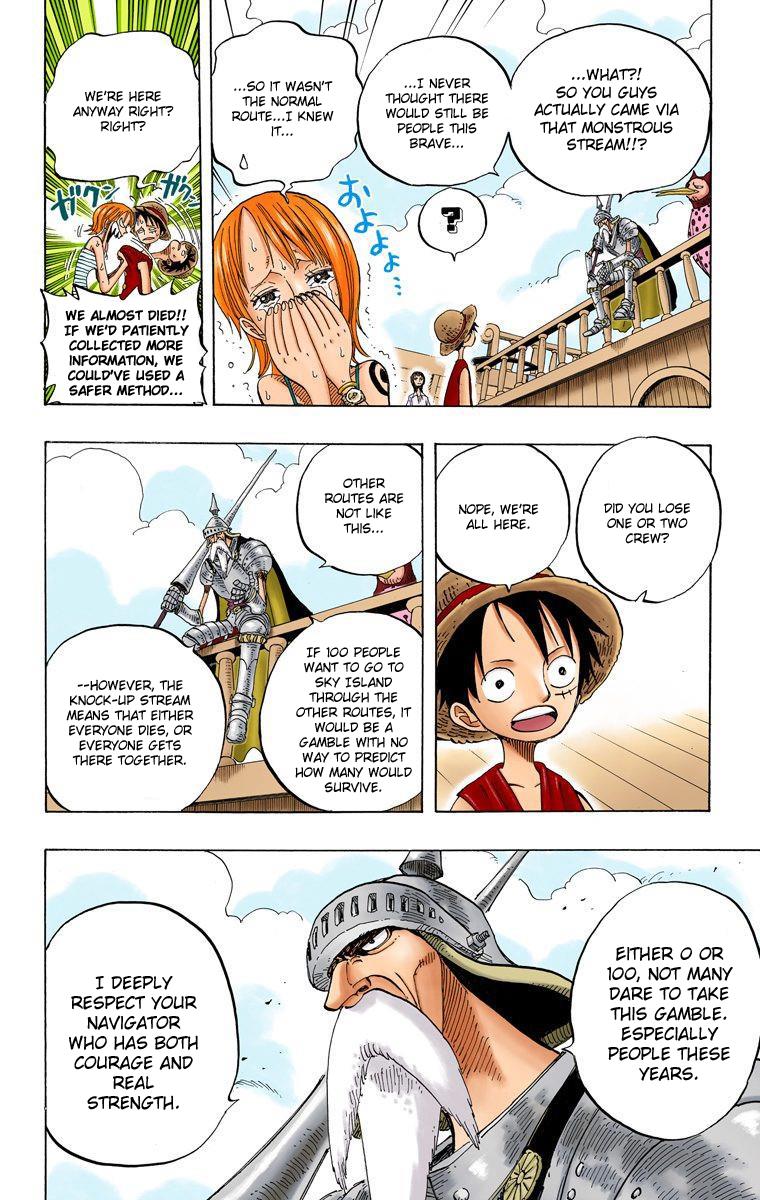 ...WHAT?!
SO YOU GUYS
ACTUALLY CAME VIA
THAT MONSTROUS
STREAM!!?
...I NEVER
THOUGHT THERE
WOULD STILL BE
PEOPLE THIS
BRAVE...
?
...SO IT WASN'T
THE NORMAL
ROUTE...I KNEW
IT...
およよよ...
WE'RE HERE
ANYWAY RIGHT?
RIGHT?
ガクン
ガクン
WE ALMOST DIED!!
IF WE'D PATIENTLY
COLLECTED MORE
INFORMATION, WE
COULD'VE USED A
SAFER METHOD...
DID YOU LOSE
ONE OR TWO
CREW?
NOPE, WE'RE
ALL HERE.
OTHER
ROUTES ARE
NOT LIKE
THIS...
IF 100 PEOPLE
WANT TO GO TO
SKY ISLAND
THROUGH THE
OTHER ROUTES, IT
WOULD BE A
GAMBLE WITH NO
WAY TO PREDICT
HOW MANY WOULD
SURVIVE.
--HOWEVER, THE
KNOCK-UP STREAM
MEANS THAT EITHER
EVERYONE DIES, OR
EVERYONE GETS
THERE TOGETHER.
EITHER 0 OR
100, NOT MANY
DARE TO TAKE
THIS GAMBLE.
ESPECIALLY
PEOPLE THESE
YEARS.
I DEEPLY
RESPECT YOUR
NAVIGATOR
WHO HAS BOTH
COURAGE AND
REAL
STRENGTH.